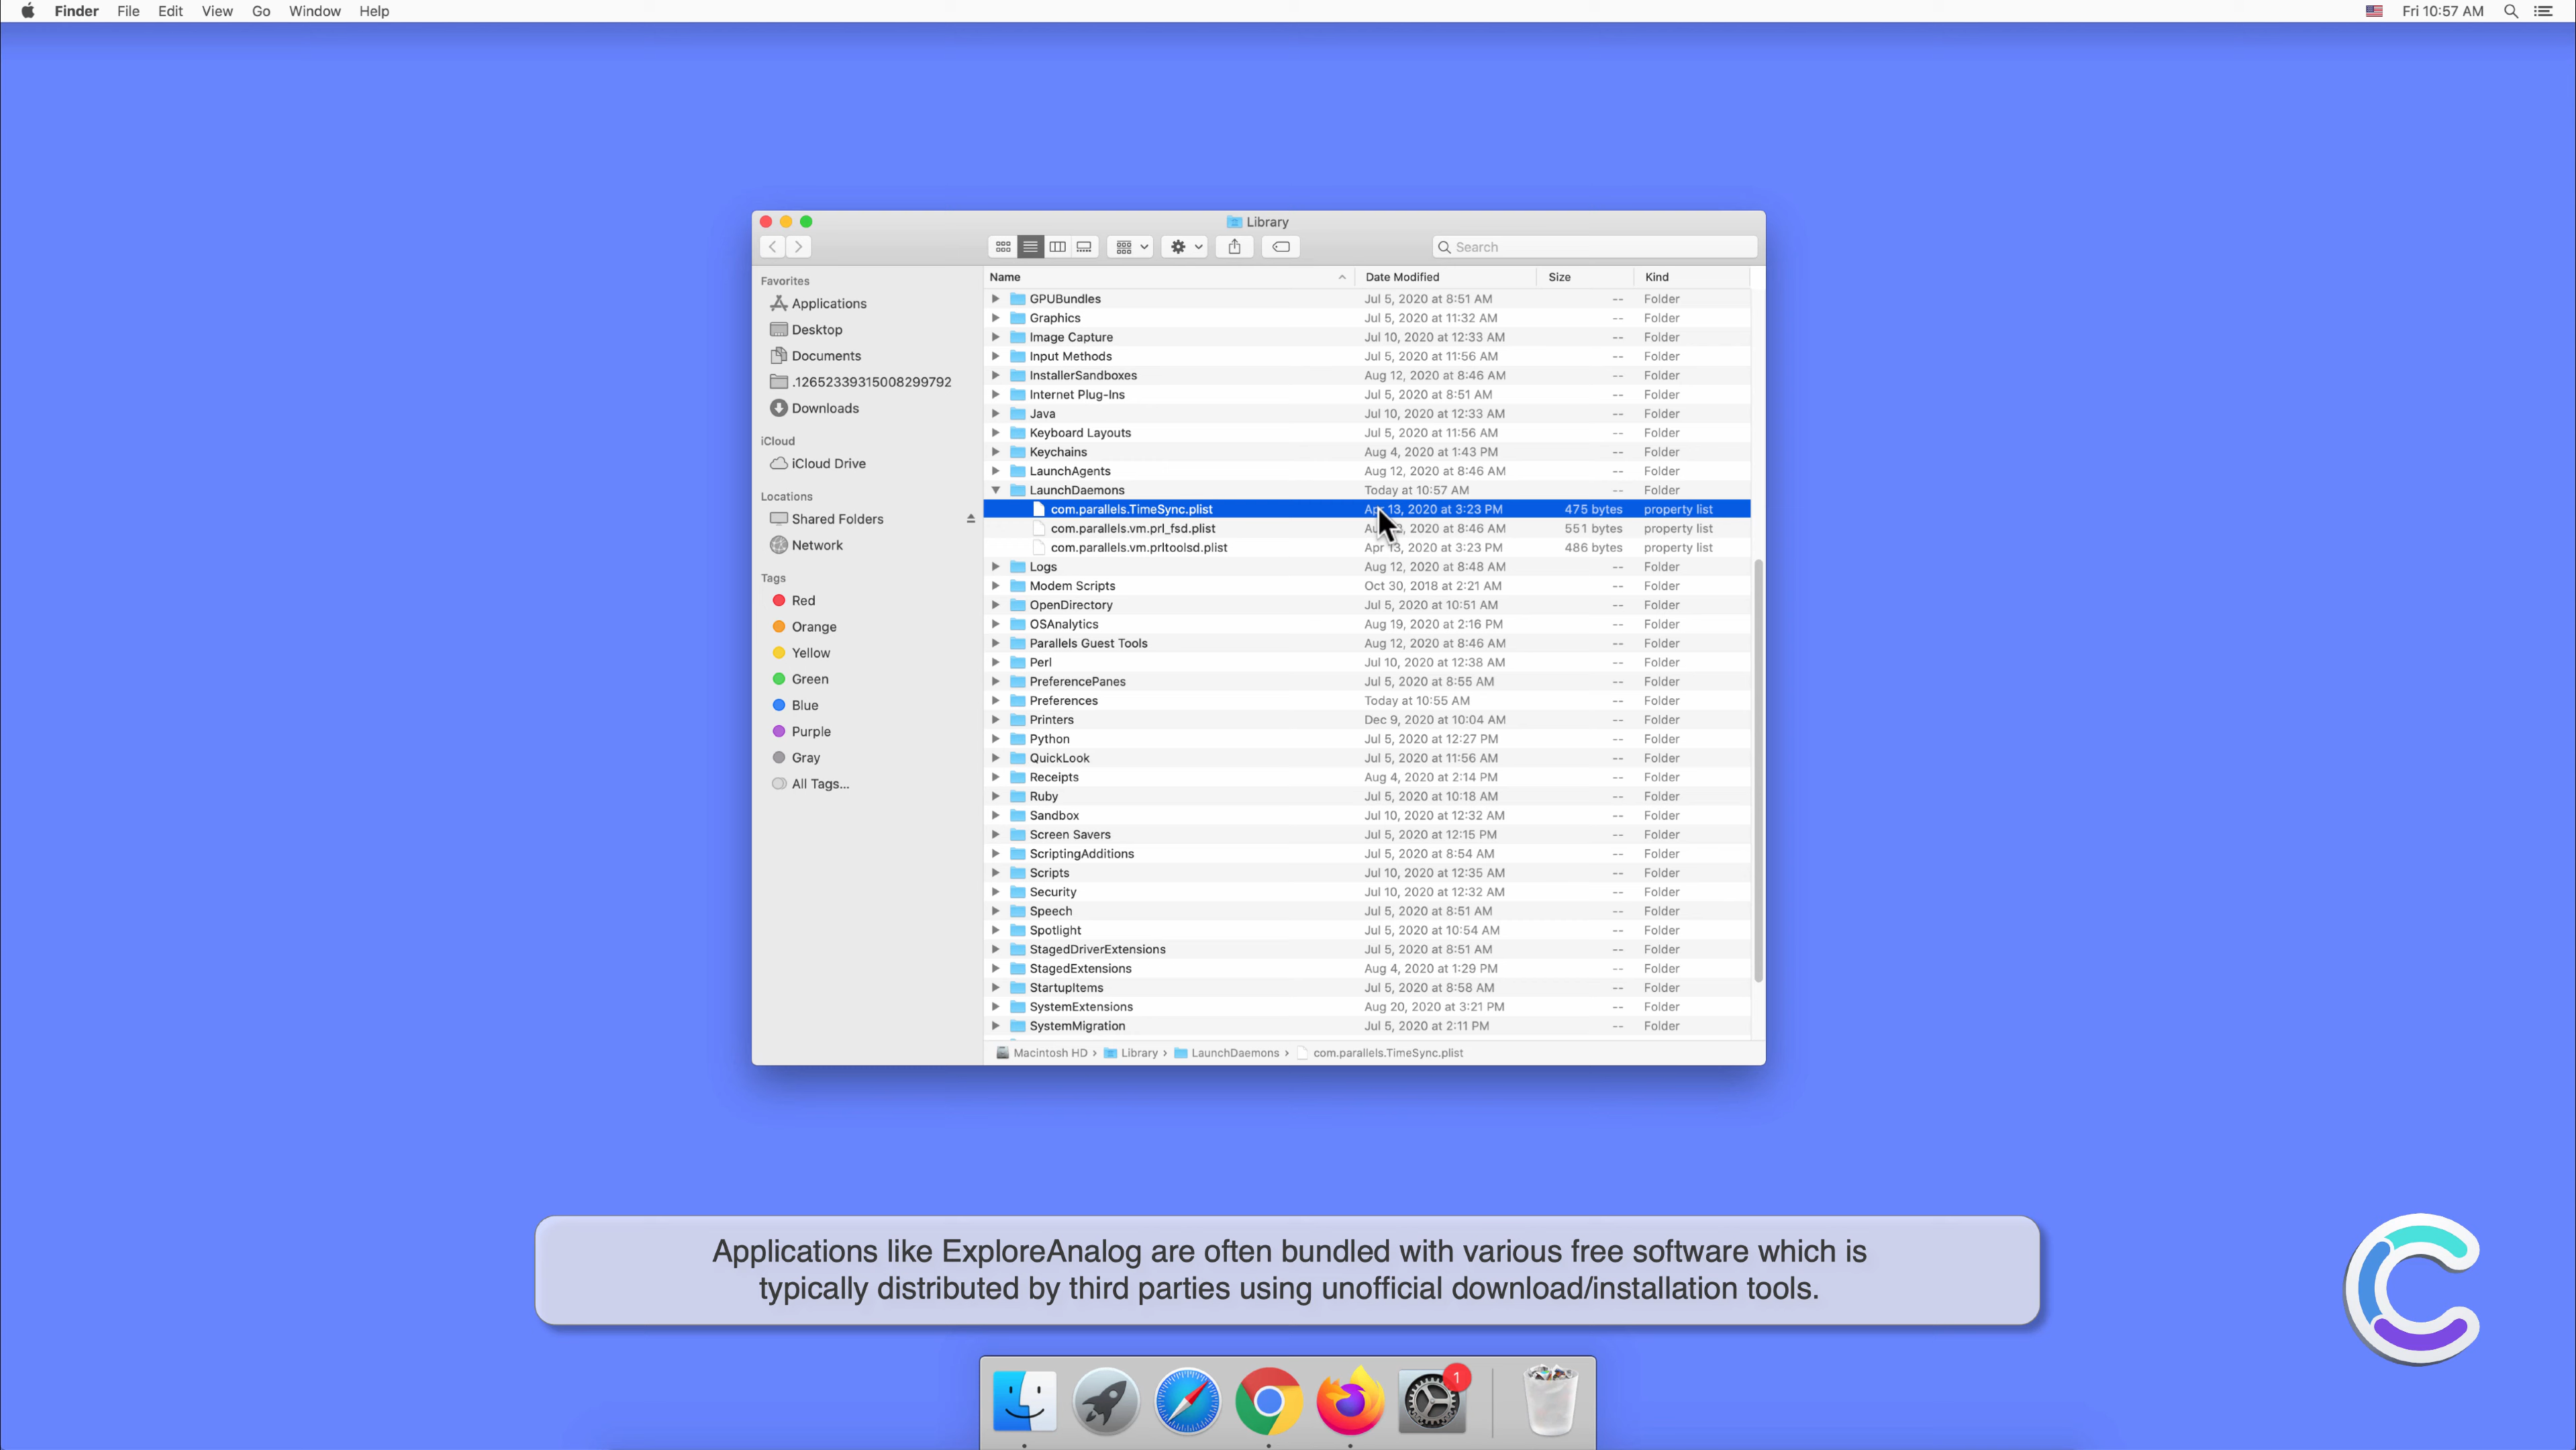 Finder File Edit View Go Window Help Fri 10:57 AM
Library
Search
Favorites
Applications
Desktop
Documents
.12652339315008299792
Downloads
iCloud
iCloud Drive
Locations
Shared Folders
Network
Tags
Red
Orange
Yellow
Green
Blue
Purple
Gray
All Tags...
Name Date Modified Size Kind
GPUBundles Jul 5, 2020 at 8:51 AM -- Folder
Graphics Jul 5, 2020 at 11:32 AM -- Folder
Image Capture Jul 10, 2020 at 12:33 AM -- Folder
Input Methods Jul 5, 2020 at 11:56 AM -- Folder
InstallerSandboxes Aug 12, 2020 at 8:46 AM -- Folder
Internet Plug-Ins Jul 5, 2020 at 8:51 AM -- Folder
Java Jul 10, 2020 at 12:33 AM -- Folder
Keyboard Layouts Jul 5, 2020 at 11:56 AM -- Folder
Keychains Aug 4, 2020 at 1:43 PM -- Folder
LaunchAgents Aug 12, 2020 at 8:46 AM -- Folder
LaunchDaemons Today at 10:57 AM -- Folder
com.parallels.TimeSync.plist Apr 13, 2020 at 3:23 PM 475 bytes property list
com.parallels.vm.prl_fsd.plist 2020 at 8:46 AM 551 bytes property list
com.parallels.vm.prltoolsd.plist Apr 13, 2020 at 3:23 PM 486 bytes property list
Logs Aug 12, 2020 at 8:48 AM -- Folder
Modem Scripts Oct 30, 2018 at 2:21 AM -- Folder
OpenDirectory Jul 5, 2020 at 10:51 AM -- Folder
OSAnalytics Aug 19, 2020 at 2:16 PM -- Folder
Parallels Guest Tools Aug 12, 2020 at 8:46 AM -- Folder
Perl Jul 10, 2020 at 12:38 AM -- Folder
PreferencePanes Jul 5, 2020 at 8:55 AM -- Folder
Preferences Today at 10:55 AM -- Folder
Printers Dec 9, 2020 at 10:04 AM -- Folder
Python Jul 5, 2020 at 12:27 PM -- Folder
QuickLook Jul 5, 2020 at 11:56 AM -- Folder
Receipts Aug 4, 2020 at 2:14 PM -- Folder
Ruby Jul 5, 2020 at 10:18 AM -- Folder
Sandbox Jul 10, 2020 at 12:32 AM -- Folder
Screen Savers Jul 5, 2020 at 12:15 PM -- Folder
ScriptingAdditions Jul 5, 2020 at 8:54 AM -- Folder
Scripts Jul 10, 2020 at 12:35 AM -- Folder
Security Jul 10, 2020 at 12:32 AM -- Folder
Speech Jul 5, 2020 at 8:51 AM -- Folder
Spotlight Jul 5, 2020 at 10:54 AM -- Folder
StagedDriverExtensions Jul 5, 2020 at 8:51 AM -- Folder
StagedExtensions Aug 4, 2020 at 1:29 PM -- Folder
StartupItems Jul 5, 2020 at 8:58 AM -- Folder
SystemExtensions Aug 20, 2020 at 3:21 PM -- Folder
SystemMigration Jul 5, 2020 at 2:11 PM -- Folder
Macintosh HD › Library › LaunchDaemons › com.parallels.TimeSync.plist
Applications like ExploreAnalog are often bundled with various free software which is
typically distributed by third parties using unofficial download/installation tools.
1